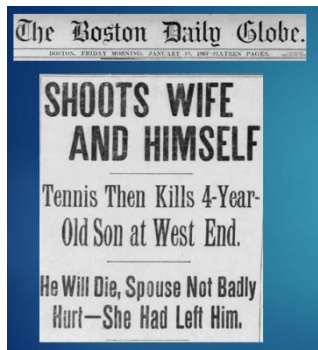 The Boston Daily Globe.
BOSTON, FRIDAY MORNING, JANUARY 18, 1907—SIXTEEN PAGES.
SHOOTS WIFE
AND HIMSELF
Tennis Then Kills 4-Year-
Old Son at West End.
He Will Die, Spouse Not Badly
Hurt—She Had Left Him.